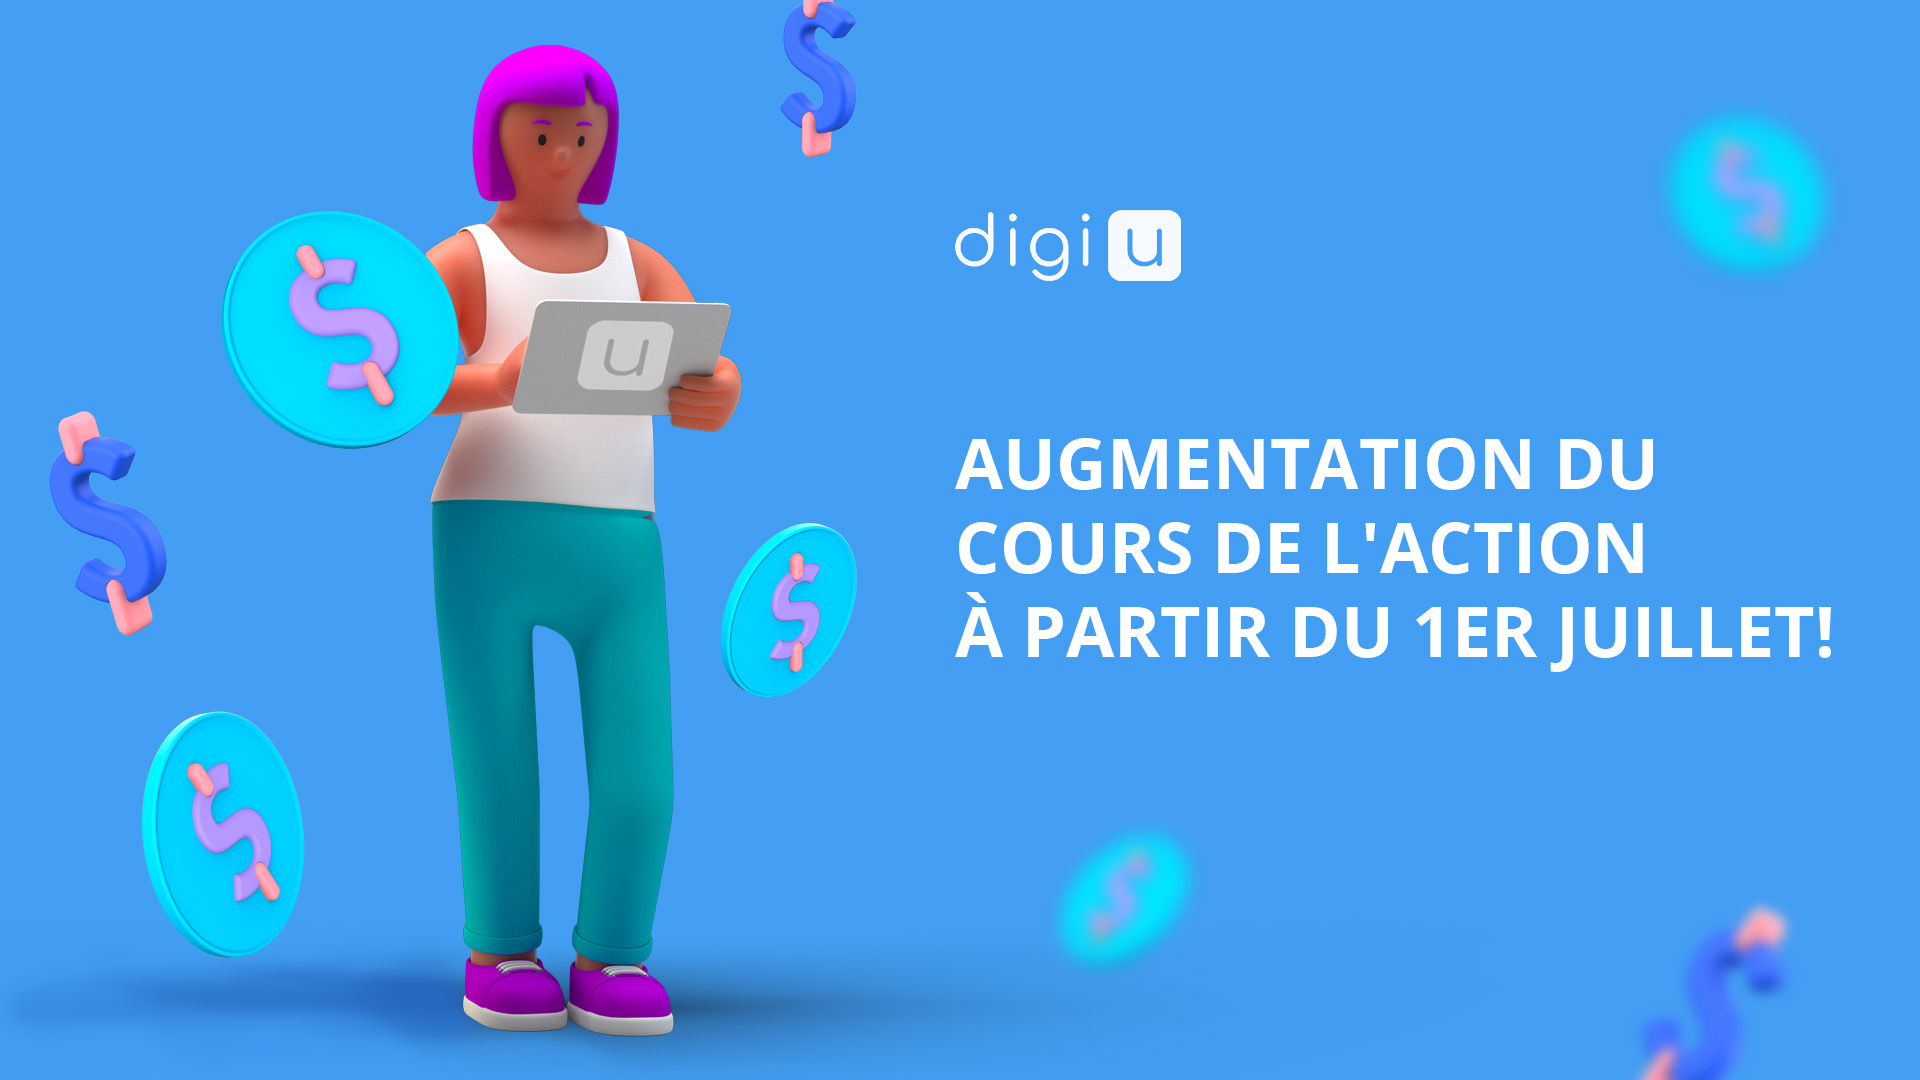 digi u
u
AUGMENTATION DU
COURS DE L'ACTION
À PARTIR DU 1ER JUILLET!